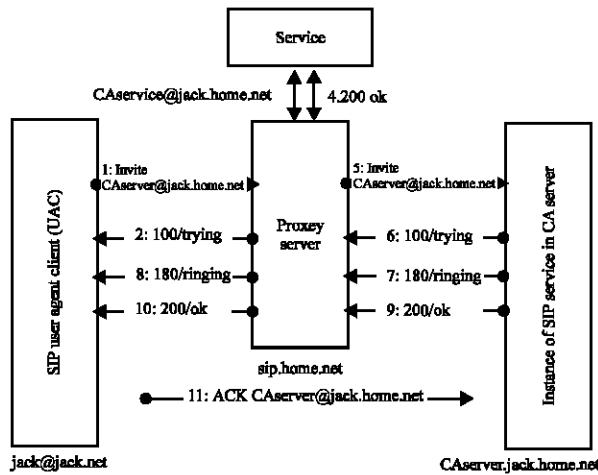 Service
CAservice@jack.home.net
4.200 ok
1: Invite
CAserver@jack.home.net
5: Invite
CAserver@jack.home.net
SIP user agent client (UAC)
Proxey
server
Instance of SIP service in CA server
2: 100/trying
6: 100/trying
8: 180/ringing
7: 180/ringing
10: 200/ok
9: 200/ok
sip.home.net
11: ACK CAserver@jack.home.net
jack@jack.net
CAserver.jack.home.net